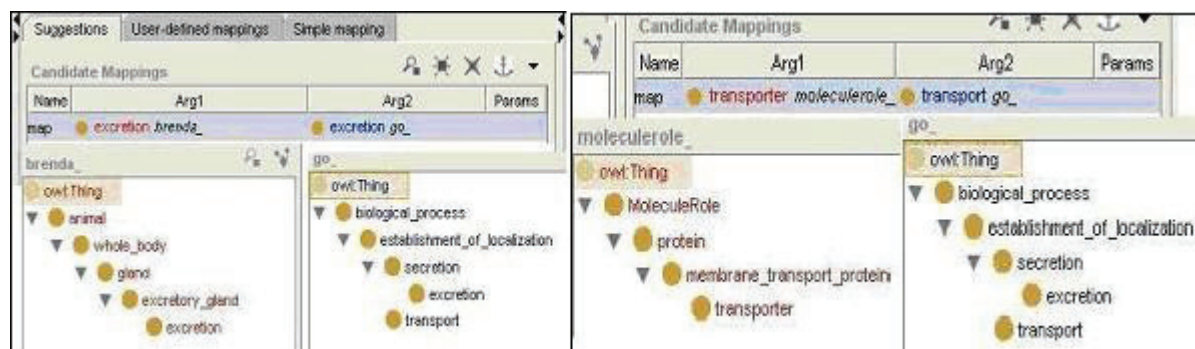 Suggestions User-defined mappings Simple mapping
Candidate Mappings
Name Arg1 Arg2 Params
map excretion brenda_ excretion go_
brenda_
owl:Thing
animal
whole_body
gland
excretory_gland
excretion
go_
owl:Thing
biological_process
establishment_of_localization
secretion
excretion
transport
Candidate Mappings
Name Arg1 Arg2 Params
map transporter moleculerole_ transport go_
moleculerole_
owl:Thing
MoleculeRole
protein
membrane_transport_protein
transporter
go_
owl:Thing
biological_process
establishment_of_localization
secretion
excretion
transport